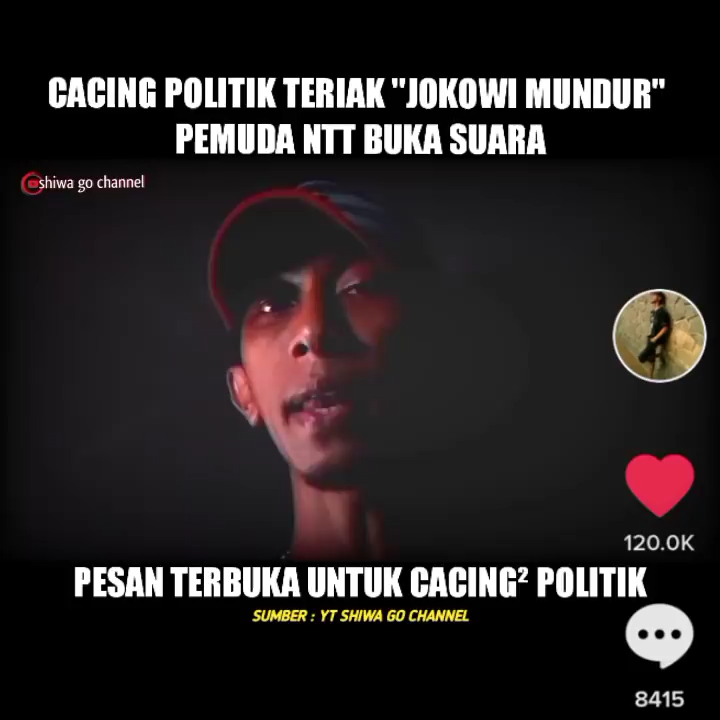 CACING POLITIK TERIAK "JOKOWI MUNDUR"
PEMUDA NTT BUKA SUARA
shiwa go channel
120.0K
PESAN TERBUKA UNTUK CACING² POLITIK
SUMBER : YT SHIWA GO CHANNEL
8415